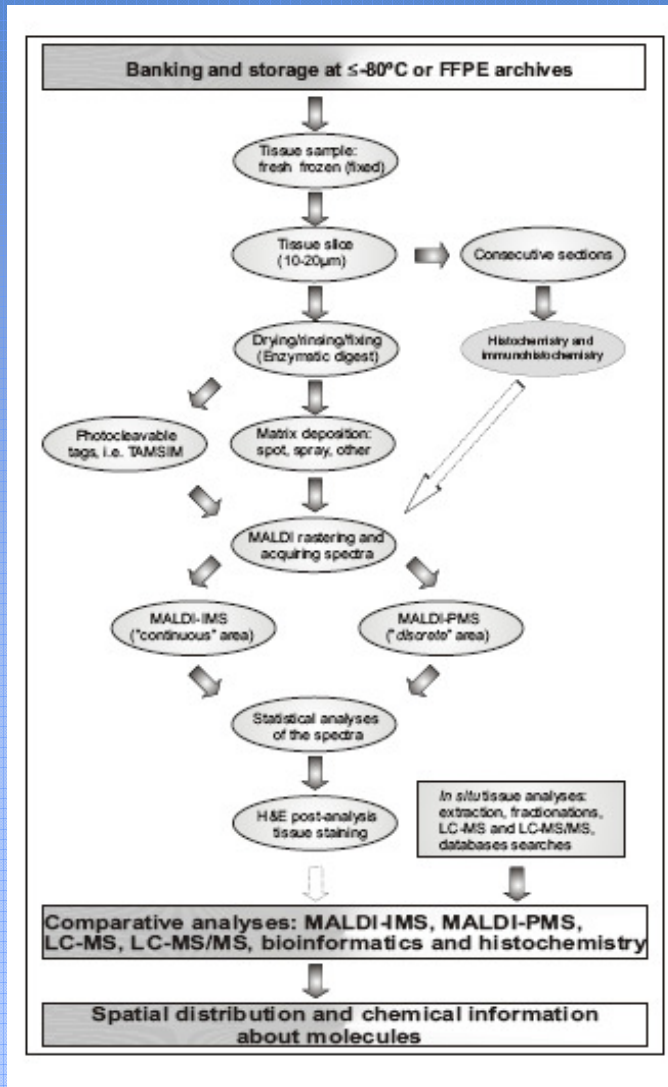 Banking and storage at ≤-80ºC or FFPE archives
Tissue sample:
fresh frozen (fixed)
Tissue slice
(10-20µm)
Consecutive sections
Drying/rinsing/fixing
(Enzymatic digest)
Histochemistry and
immunohistochemistry
Photocleavable
tags, i.e. TAMSIM
Matrix deposition:
spot, spray, other
MALDI rastering and
acquiring spectra
MALDI-IMS
("continuous" area)
MALDI-PMS
("discrete" area)
Statistical analyses
of the spectra
H&E post-analysis
tissue staining
In situ tissue analyses:
extraction, fractionations,
LC-MS and LC-MS/MS,
databases searches
Comparative analyses: MALDI-IMS, MALDI-PMS,
LC-MS, LC-MS/MS, bioinformatics and histochemistry
Spatial distribution and chemical information
about molecules